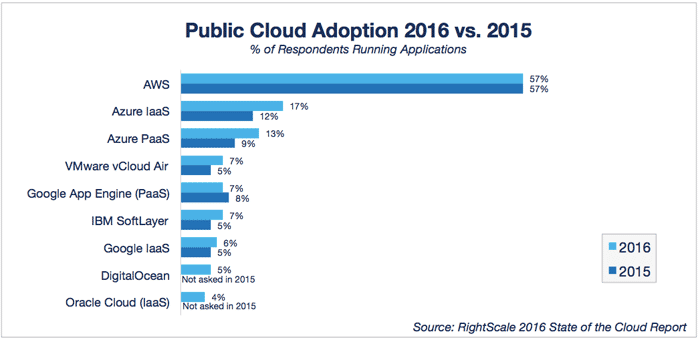 Public Cloud Adoption 2016 vs. 2015
% of Respondents Running Applications
AWS
57%
57%
Azure IaaS
17%
12%
Azure PaaS
13%
9%
VMware vCloud Air
7%
5%
Google App Engine (PaaS)
7%
8%
IBM SoftLayer
7%
5%
Google IaaS
6%
5%
DigitalOcean
5%
Not asked in 2015
Oracle Cloud (IaaS)
4%
Not asked in 2015
2016
2015
Source: RightScale 2016 State of the Cloud Report